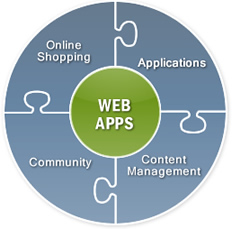 Online
Shopping
Applications
WEB
APPS
Community
Content
Management